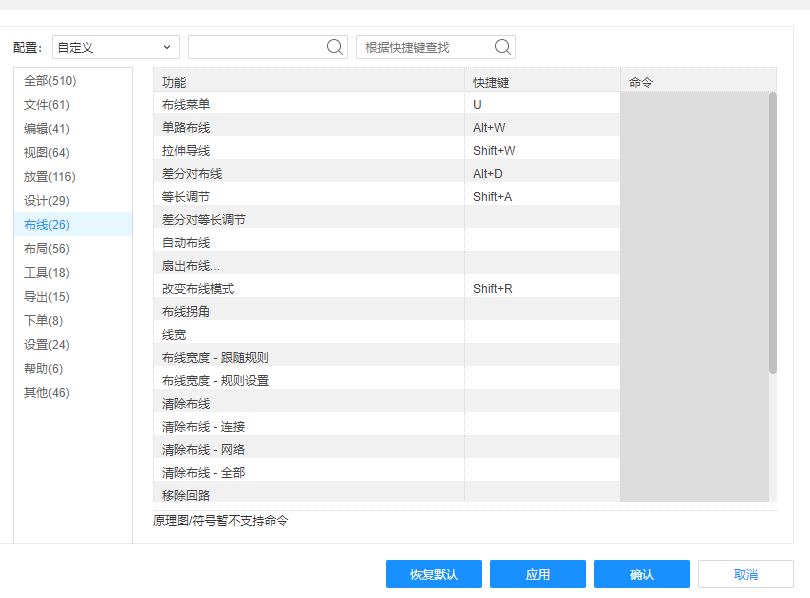 配置: 自定义 根据快捷键查找
全部(510)
文件(61)
编辑(41)
视图(64)
放置(116)
设计(29)
布线(26)
布局(56)
工具(18)
导出(15)
下单(8)
设置(24)
帮助(6)
其他(46)
功能 快捷键 命令
布线菜单 U
单路布线 Alt+W
拉伸导线 Shift+W
差分对布线 Alt+D
等长调节 Shift+A
差分对等长调节
自动布线
扇出布线...
改变布线模式 Shift+R
布线拐角
线宽
布线宽度 - 跟随规则
布线宽度 - 规则设置
清除布线
清除布线 - 连接
清除布线 - 网络
清除布线 - 全部
移除回路
原理图/符号暂不支持命令
恢复默认 应用 确认 取消